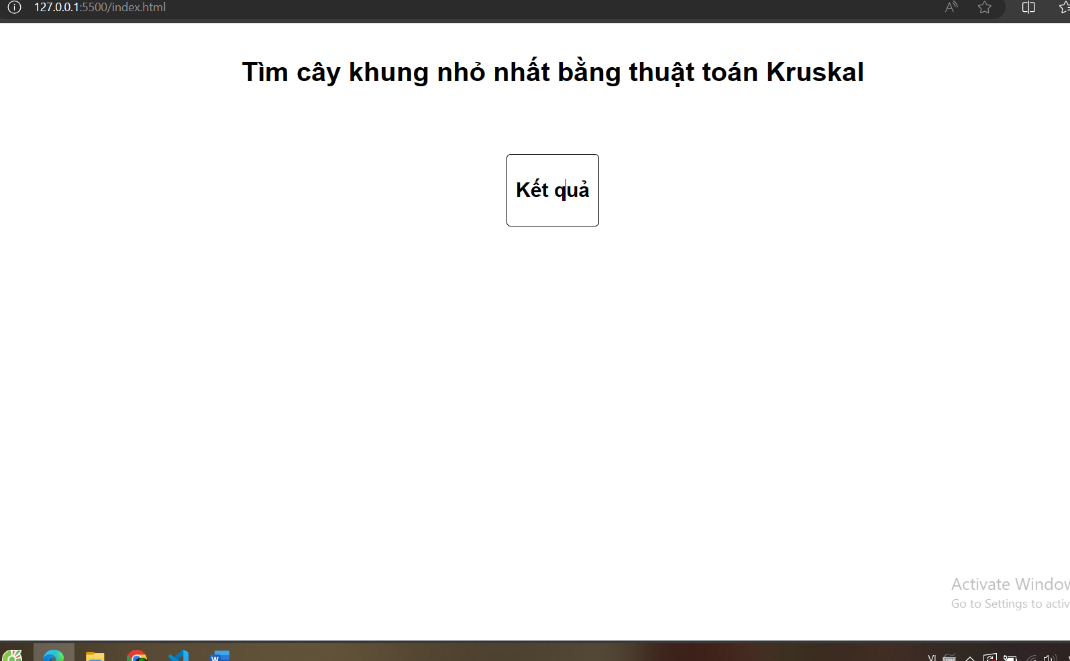 127.0.0.1:5500/index.html
Tìm cây khung nhỏ nhất bằng thuật toán Kruskal
Kết quả
Activate Window
Go to Settings to activ